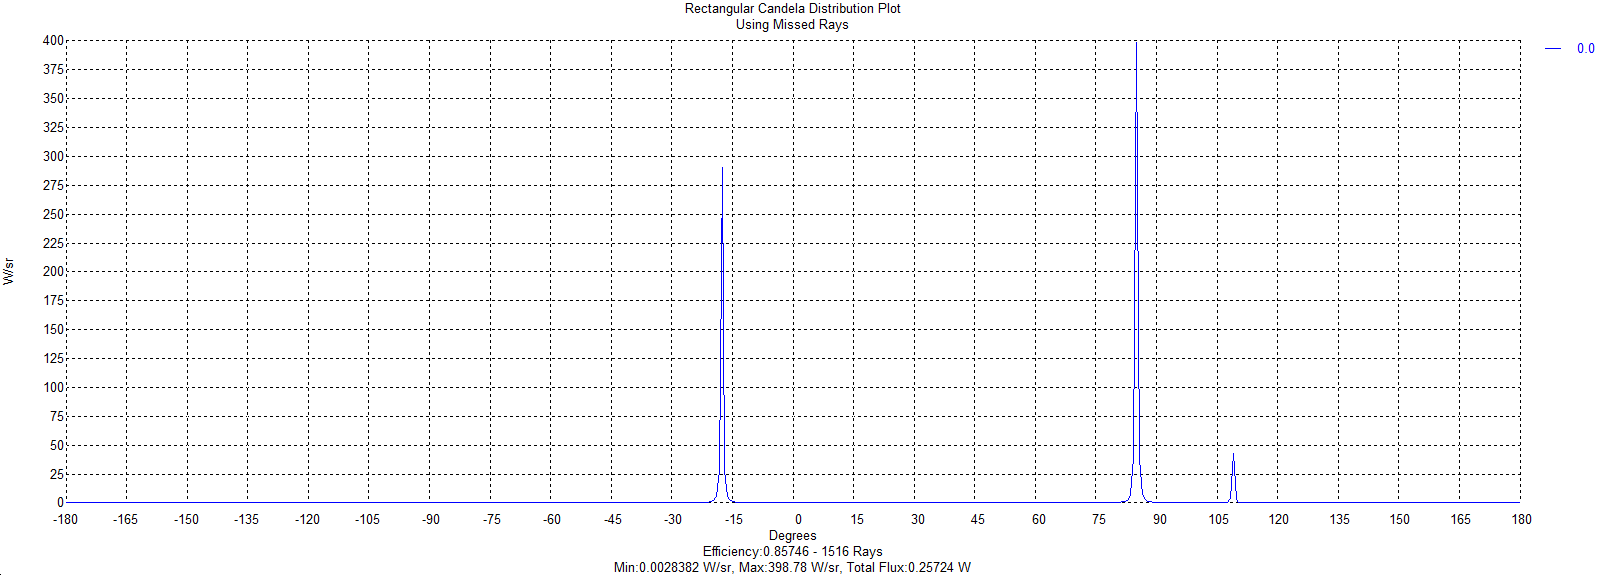 Rectangular Candela Distribution Plot
Using Missed Rays
400
375
350
325
300
275
250
225
200
175
150
125
100
75
50
25
0
W/sr
0.0
-180 -165 -150 -135 -120 -105 -90 -75 -60 -45 -30 -15 0 15 30 45 60 75 90 105 120 135 150 165 180
Degrees
Efficiency:0.85746 - 1516 Rays
Min:0.0028382 W/sr, Max:398.78 W/sr, Total Flux:0.25724 W